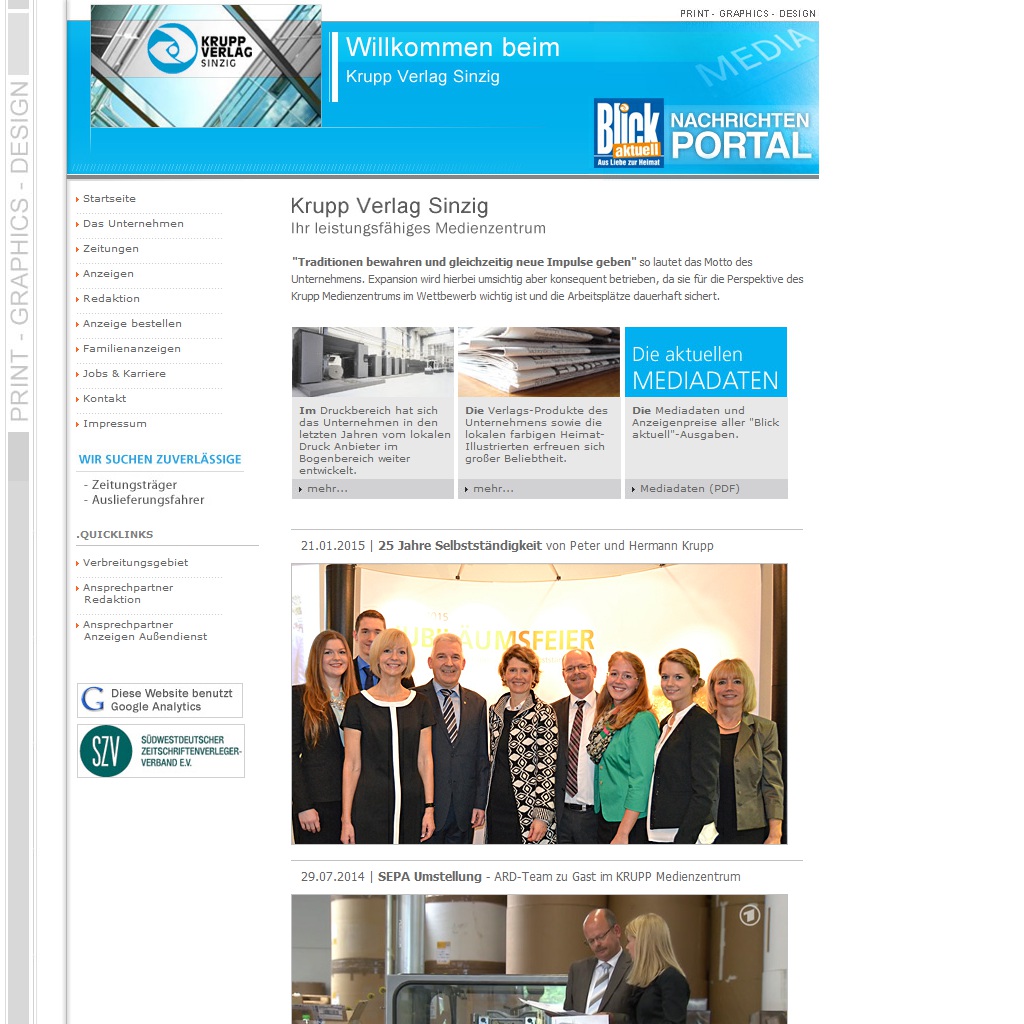 PRINT - GRAPHICS - DESIGN
PRINT - GRAPHICS - DESIGN
KRUPP
VERLAG
SINZIG
Willkommen beim
Krupp Verlag Sinzig
MEDIA
Blick
aktuell
Aus Liebe zur Heimat
NACHRICHTEN
PORTAL
Startseite
Das Unternehmen
Zeitungen
Anzeigen
Redaktion
Anzeige bestellen
Familienanzeigen
Jobs & Karriere
Kontakt
Impressum
WIR SUCHEN ZUVERLÄSSIGE
- Zeitungsträger
- Auslieferungsfahrer
.QUICKLINKS
Verbreitungsgebiet
Ansprechpartner
Redaktion
Ansprechpartner
Anzeigen Außendienst
G Diese Website benutzt
Google Analytics
SZV
SÜDWESTDEUTSCHER
ZEITSCHRIFTENVERLEGER-
VERBAND E.V.
Krupp Verlag Sinzig
Ihr leistungsfähiges Medienzentrum
"Traditionen bewahren und gleichzeitig neue Impulse geben" so lautet das Motto des
Unternehmens. Expansion wird hierbei umsichtig aber konsequent betrieben, da sie für die Perspektive des
Krupp Medienzentrums im Wettbewerb wichtig ist und die Arbeitsplätze dauerhaft sichert.
Im Druckbereich hat sich
das Unternehmen in den
letzten Jahren vom lokalen
Druck Anbieter im
Bogenbereich weiter
entwickelt.
mehr...
Die Verlags-Produkte des
Unternehmens sowie die
lokalen farbigen Heimat-
Illustrierten erfreuen sich
großer Beliebtheit.
mehr...
Die aktuellen
MEDIADATEN
Die Mediadaten und
Anzeigenpreise aller "Blick
aktuell"-Ausgaben.
Mediadaten (PDF)
21.01.2015 | 25 Jahre Selbstständigkeit von Peter und Hermann Krupp
2015
JUBILÄUMSFEIER
29.07.2014 | SEPA Umstellung - ARD-Team zu Gast im KRUPP Medienzentrum